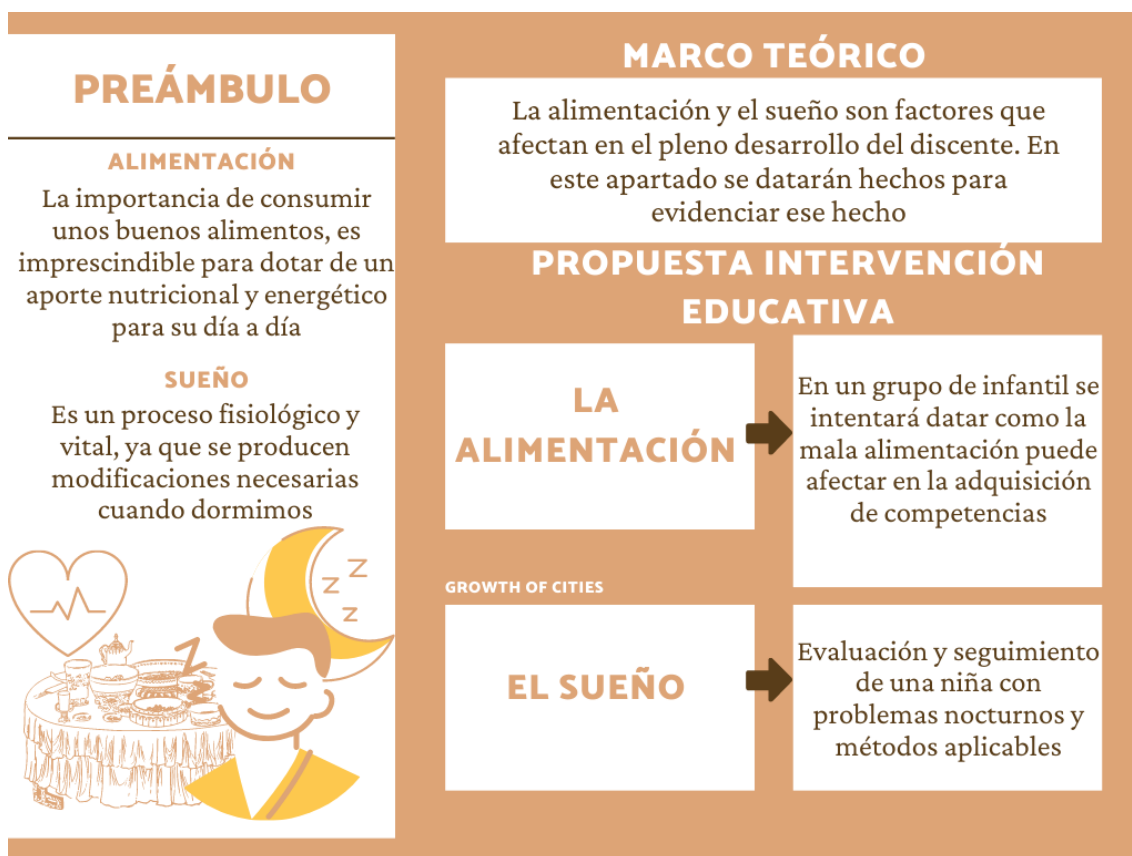 PREÁMBULO
ALIMENTACIÓN
La importancia de consumir
unos buenos alimentos, es
imprescindible para dotar de un
aporte nutricional y energético
para su día a día
SUEÑO
Es un proceso fisiológico y
vital, ya que se producen
modificaciones necesarias
cuando dormimos
Z
Z
Z
Z
MARCO TEÓRICO
La alimentación y el sueño son factores que
afectan en el pleno desarrollo del discente. En
este apartado se datarán hechos para
evidenciar ese hecho
PROPUESTA INTERVENCIÓN
EDUCATIVA
LA
ALIMENTACIÓN
En un grupo de infantil se
intentará datar como la
mala alimentación puede
afectar en la adquisición
de competencias
GROWTH OF CITIES
EL SUEÑO
Evaluación y seguimiento
de una niña con
problemas nocturnos y
métodos aplicables